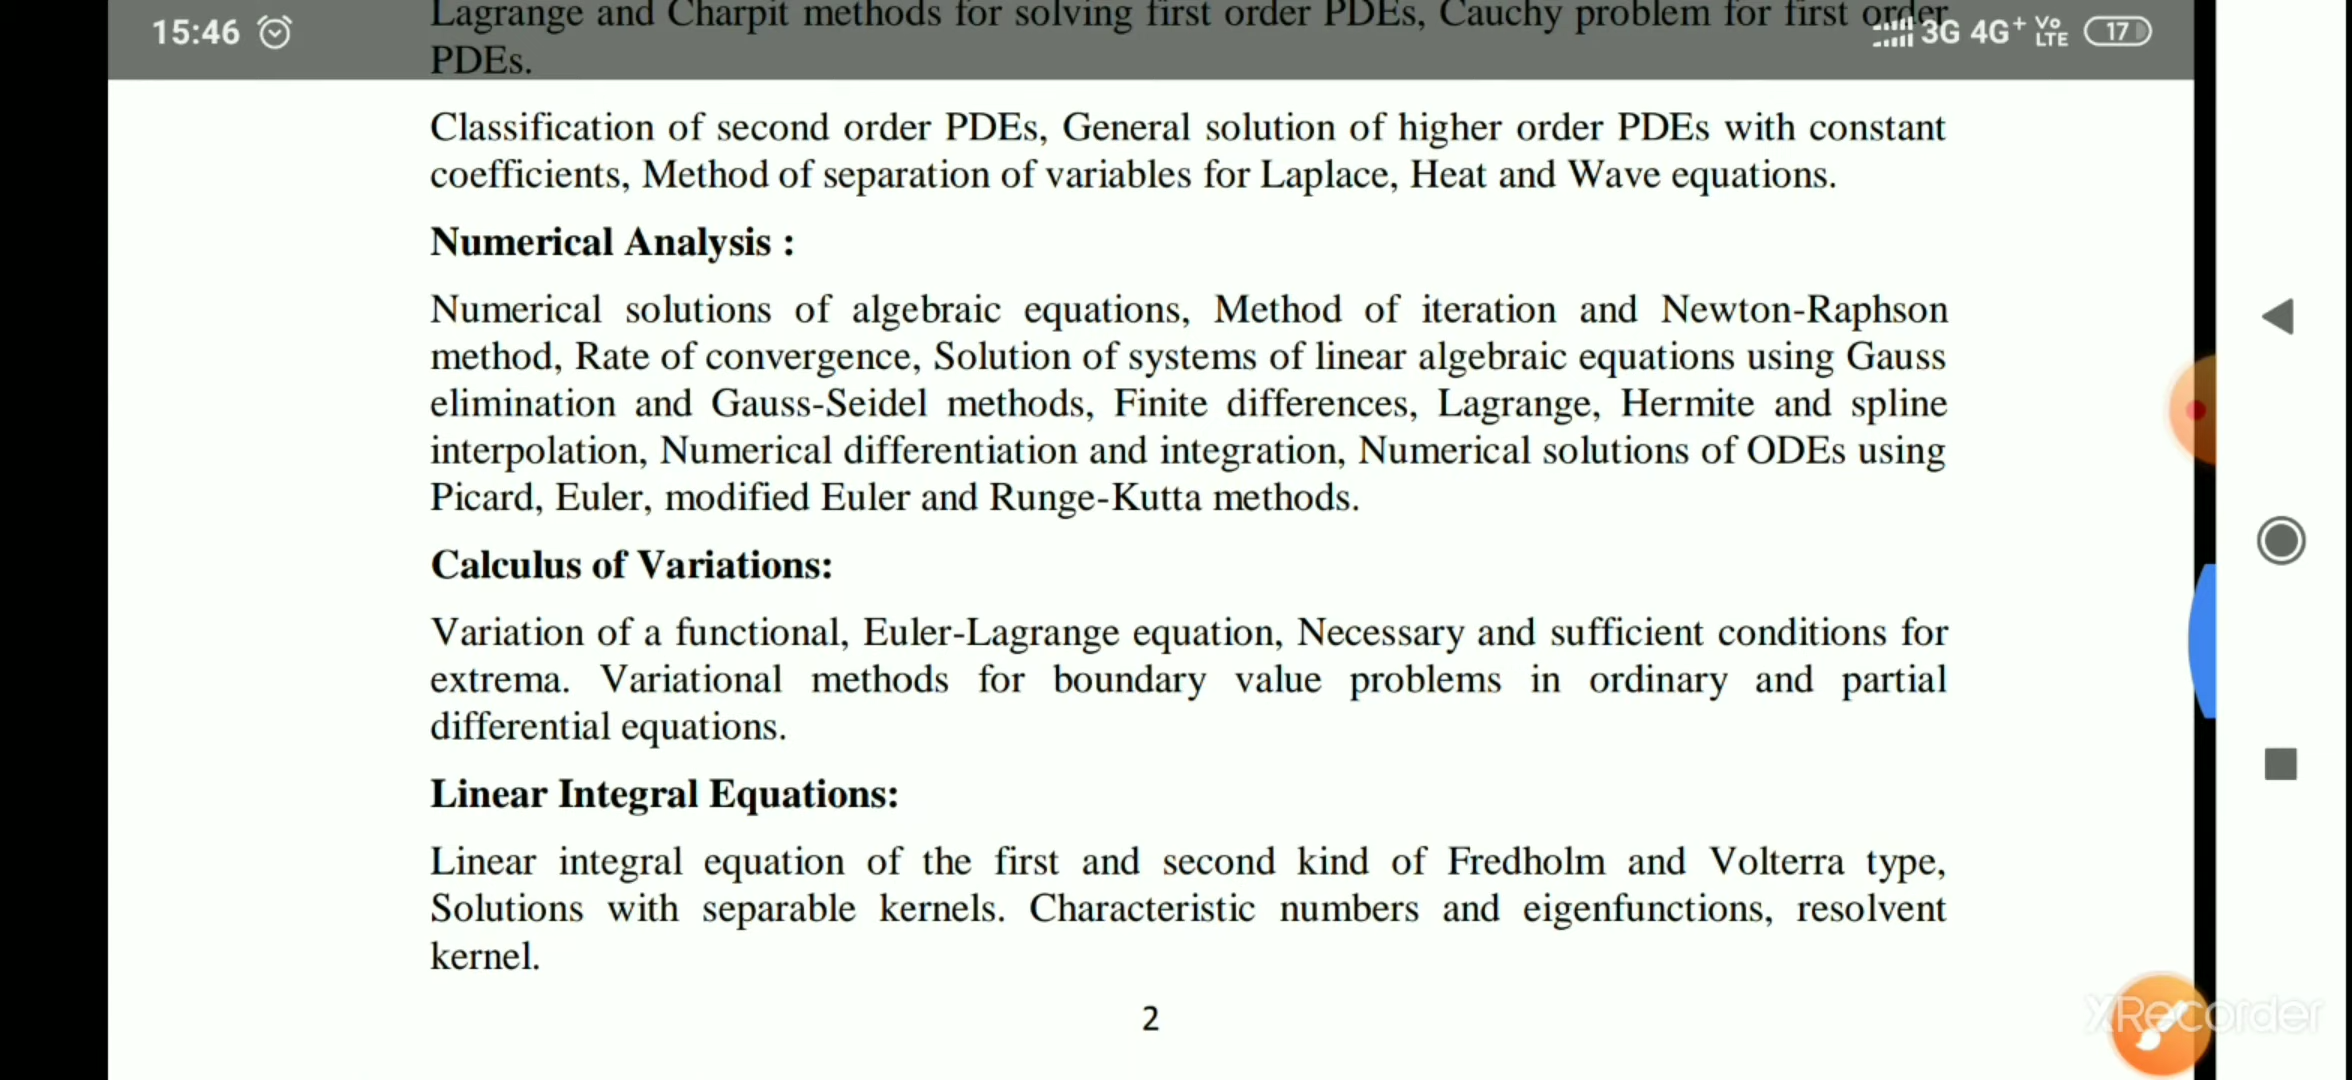 Lagrange and Charpit methods for solving first order PDEs, Cauchy problem for first order
15:46 3G 4G+ Vo LTE 17
PDEs.
Classification of second order PDEs, General solution of higher order PDEs with constant
coefficients, Method of separation of variables for Laplace, Heat and Wave equations.
Numerical Analysis :
Numerical solutions of algebraic equations, Method of iteration and Newton-Raphson
method, Rate of convergence, Solution of systems of linear algebraic equations using Gauss
elimination and Gauss-Seidel methods, Finite differences, Lagrange, Hermite and spline
interpolation, Numerical differentiation and integration, Numerical solutions of ODEs using
Picard, Euler, modified Euler and Runge-Kutta methods.
Calculus of Variations:
Variation of a functional, Euler-Lagrange equation, Necessary and sufficient conditions for
extrema. Variational methods for boundary value problems in ordinary and partial
differential equations.
Linear Integral Equations:
Linear integral equation of the first and second kind of Fredholm and Volterra type,
Solutions with separable kernels. Characteristic numbers and eigenfunctions, resolvent
kernel.
2
XRecorder